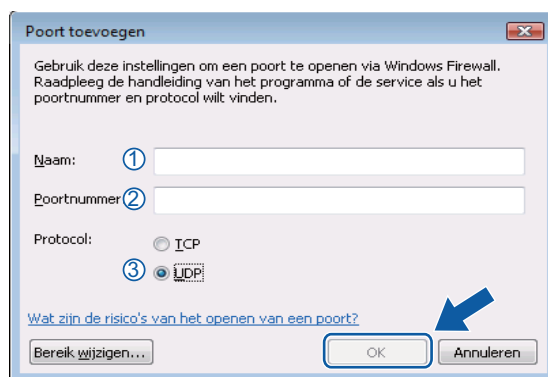 Poort toevoegen
Gebruik deze instellingen om een poort te openen via Windows Firewall.
Raadpleeg de handleiding van het programma of de service als u het
poortnummer en protocol wilt vinden.
Naam: 1
Poortnummer 2
Protocol: TCP
3 UDP
Wat zijn de risico's van het openen van een poort?
Bereik wijzigen... OK Annuleren